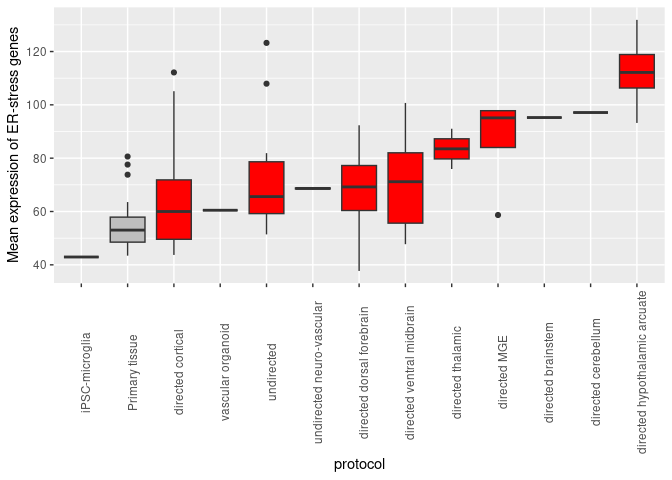 Mean expression of ER-stress genes
120
100
80
60
40
iPSC-microglia
Primary tissue
directed cortical
vascular organoid
undirected
undirected neuro-vascular
directed dorsal forebrain
directed ventral midbrain
directed thalamic
directed MGE
directed brainstem
directed cerebellum
directed hypothalamic arcuate
protocol